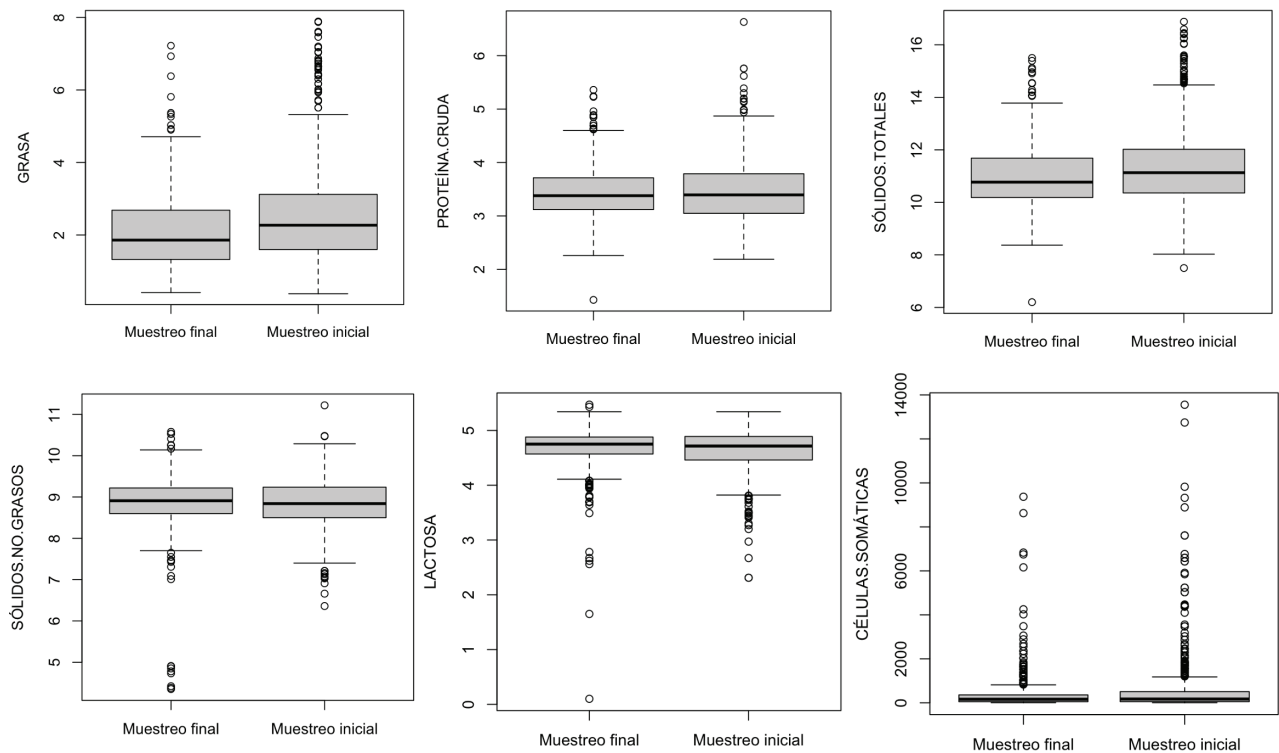 GRASA
8
6
4
2
Muestreo final Muestreo inicial
PROTEÍNA.CRUDA
6
5
4
3
2
Muestreo final Muestreo inicial
SÓLIDOS.TOTALES
16
14
12
10
8
6
Muestreo final Muestreo inicial
SÓLIDOS.NO.GRASOS
11
10
9
8
7
6
5
Muestreo final Muestreo inicial
LACTOSA
5
4
3
2
1
0
Muestreo final Muestreo inicial
CÉLULAS.SOMÁTICAS
14000
10000
6000
2000
0
Muestreo final Muestreo inicial